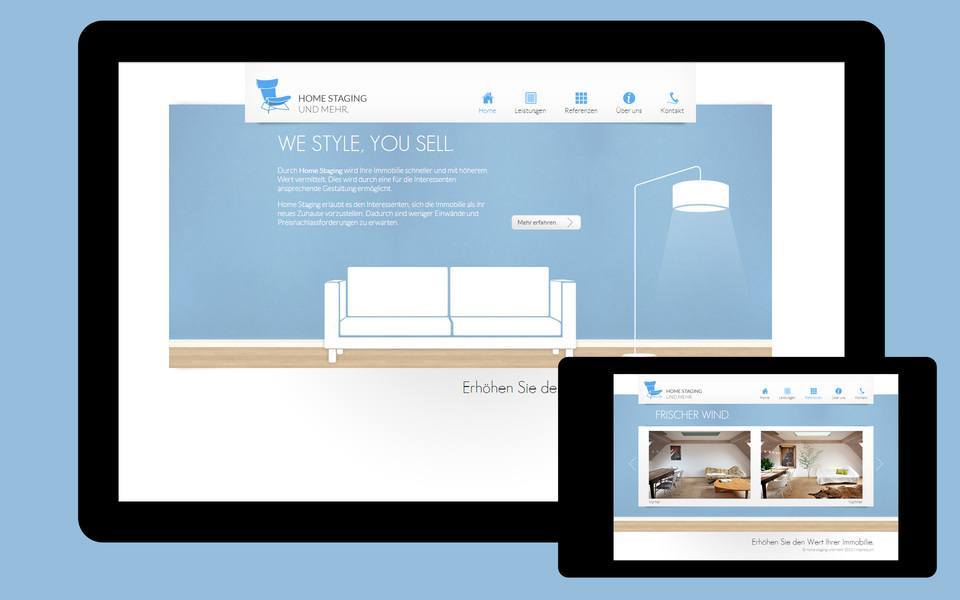 HOME STAGING
UND MEHR.
Home
Leistungen
Referenzen
Über uns
Kontakt
WE STYLE, YOU SELL.
Durch Home Staging wird Ihre Immobilie schneller und mit höherem
Wert vermittelt. Dies wird durch eine für die Interessenten
ansprechende Gestaltung ermöglicht.
Home Staging erlaubt es den Interessenten, sich die Immobilie als ihr
neues Zuhause vorzustellen. Dadurch sind weniger Einwände und
Preisnachlassforderungen zu erwarten.
Mehr erfahren.
Erhöhen Sie de
HOME STAGING
UND MEHR.
Home
Leistungen
Referenzen
Über uns
Kontakt
FRISCHER WIND.
Vorher
Nachher
Erhöhen Sie den Wert Ihrer Immobilie.